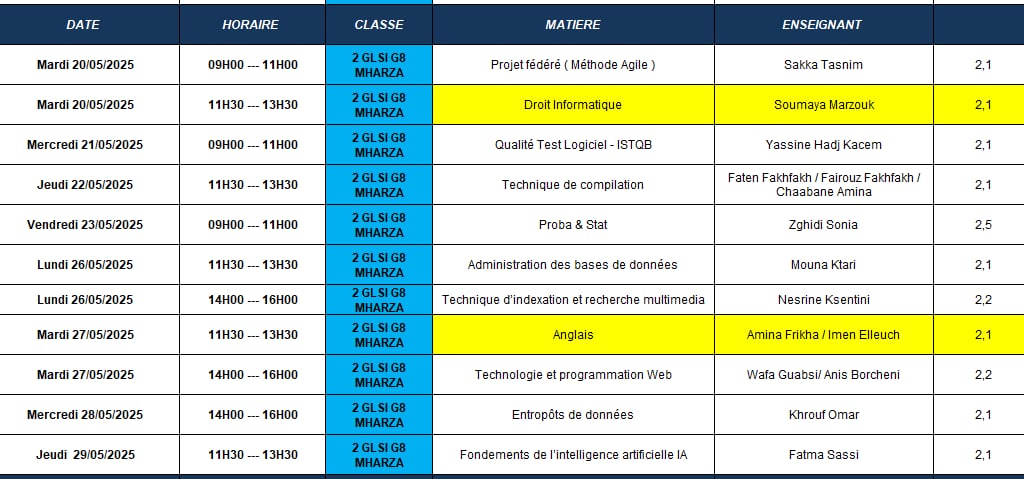 DATE HORAIRE CLASSE MATIERE ENSEIGNANT
Mardi 20/05/2025 09H00 --- 11H00 2 GLSI G8 MHARZA Projet fédéré ( Méthode Agile ) Sakka Tasnim 2,1
Mardi 20/05/2025 11H30 --- 13H30 2 GLSI G8 MHARZA Droit Informatique Soumaya Marzouk 2,1
Mercredi 21/05/2025 09H00 --- 11H00 2 GLSI G8 MHARZA Qualité Test Logiciel - ISTQB Yassine Hadj Kacem 2,1
Jeudi 22/05/2025 11H30 --- 13H30 2 GLSI G8 MHARZA Technique de compilation Faten Fakhfakh / Fairouz Fakhfakh / Chaabane Amina 2,1
Vendredi 23/05/2025 09H00 --- 11H00 2 GLSI G8 MHARZA Proba & Stat Zghidi Sonia 2,5
Lundi 26/05/2025 11H30 --- 13H30 2 GLSI G8 MHARZA Administration des bases de données Mouna Ktari 2,1
Lundi 26/05/2025 14H00 --- 16H00 2 GLSI G8 MHARZA Technique d'indexation et recherche multimedia Nesrine Ksentini 2,2
Mardi 27/05/2025 11H30 --- 13H30 2 GLSI G8 MHARZA Anglais Amina Frikha / Imen Elleuch 2,1
Mardi 27/05/2025 14H00 --- 16H00 2 GLSI G8 MHARZA Technologie et programmation Web Wafa Guabsi/ Anis Borcheni 2,2
Mercredi 28/05/2025 14H00 --- 16H00 2 GLSI G8 MHARZA Entropôts de données Khrouf Omar 2,1
Jeudi 29/05/2025 11H30 --- 13H30 2 GLSI G8 MHARZA Fondements de l'intelligence artificielle IA Fatma Sassi 2,1